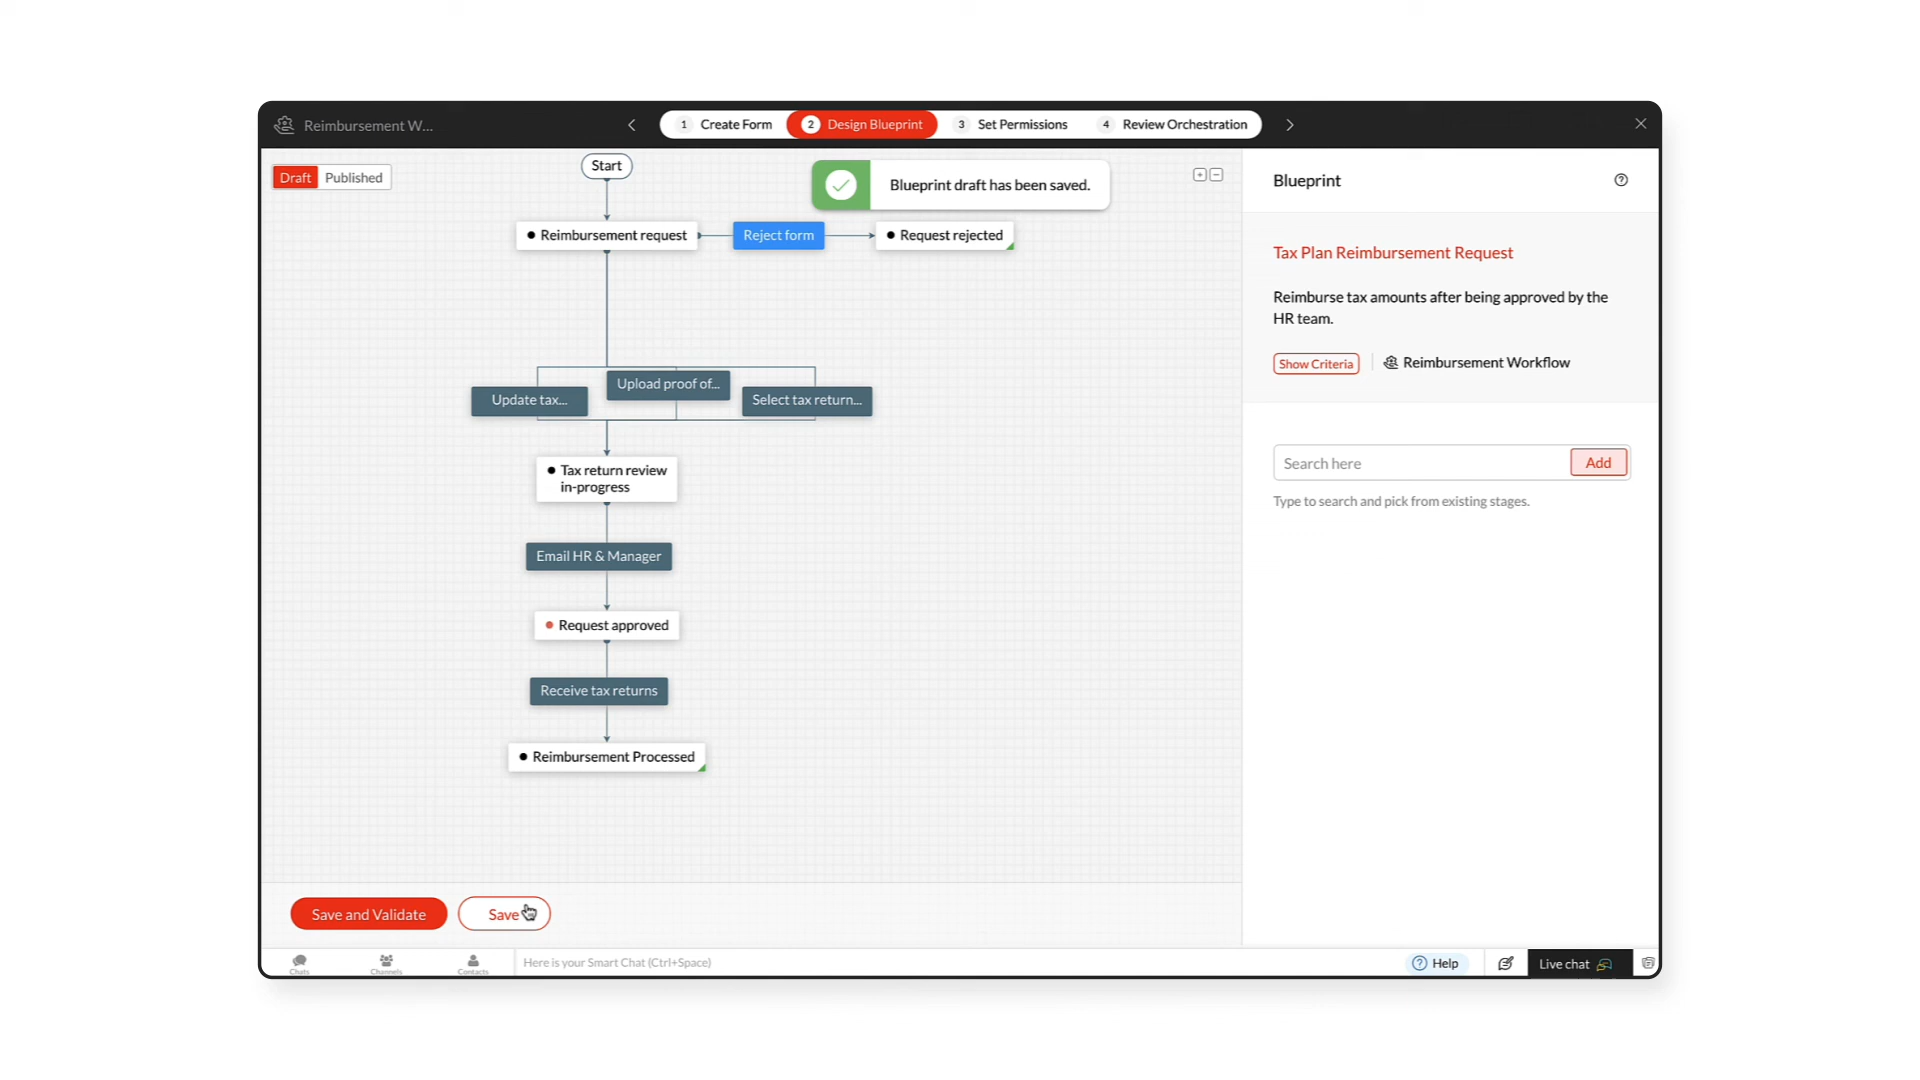 Reimbursement W...
1 Create Form
2 Design Blueprint
3 Set Permissions
4 Review Orchestration
Draft
Published
Start
Blueprint draft has been saved.
Reimbursement request
Reject form
Request rejected
Update tax...
Upload proof of...
Select tax return...
Tax return review
in-progress
Email HR & Manager
Request approved
Receive tax returns
Reimbursement Processed
Blueprint
Tax Plan Reimbursement Request
Reimburse tax amounts after being approved by the
HR team.
Show Criteria
Reimbursement Workflow
Search here
Add
Type to search and pick from existing stages.
Save and Validate
Save
Chats
Channels
Contacts
Here is your Smart Chat (Ctrl+Space)
Help
Live chat